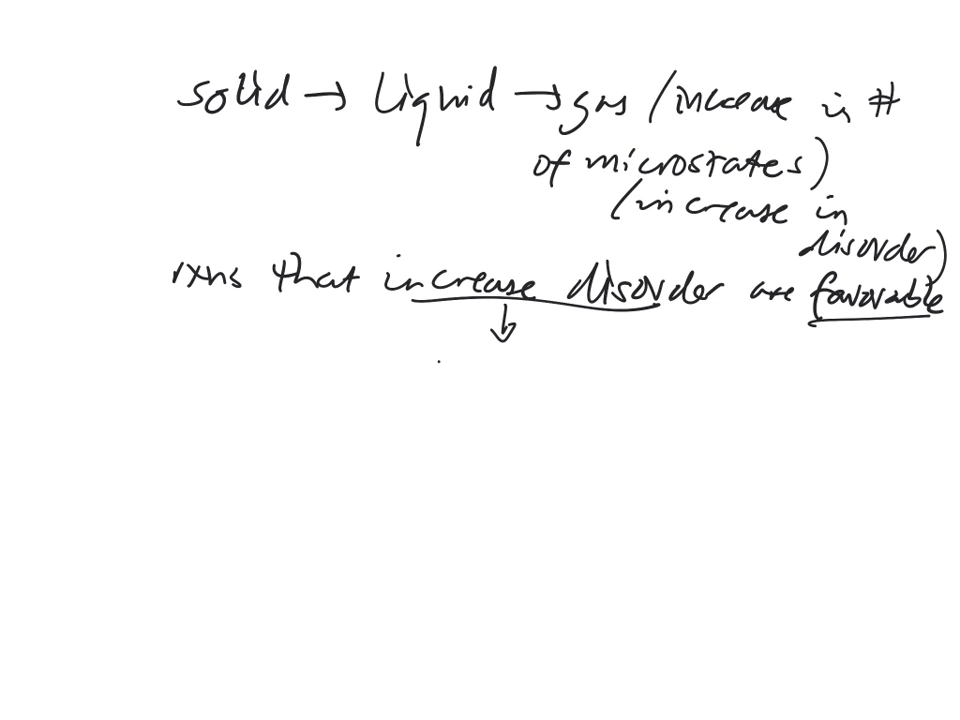 solid → liquid → gas (increase in #
of microstates)
(increase in
disorder)
rxns that increase disorder are favorable
↓